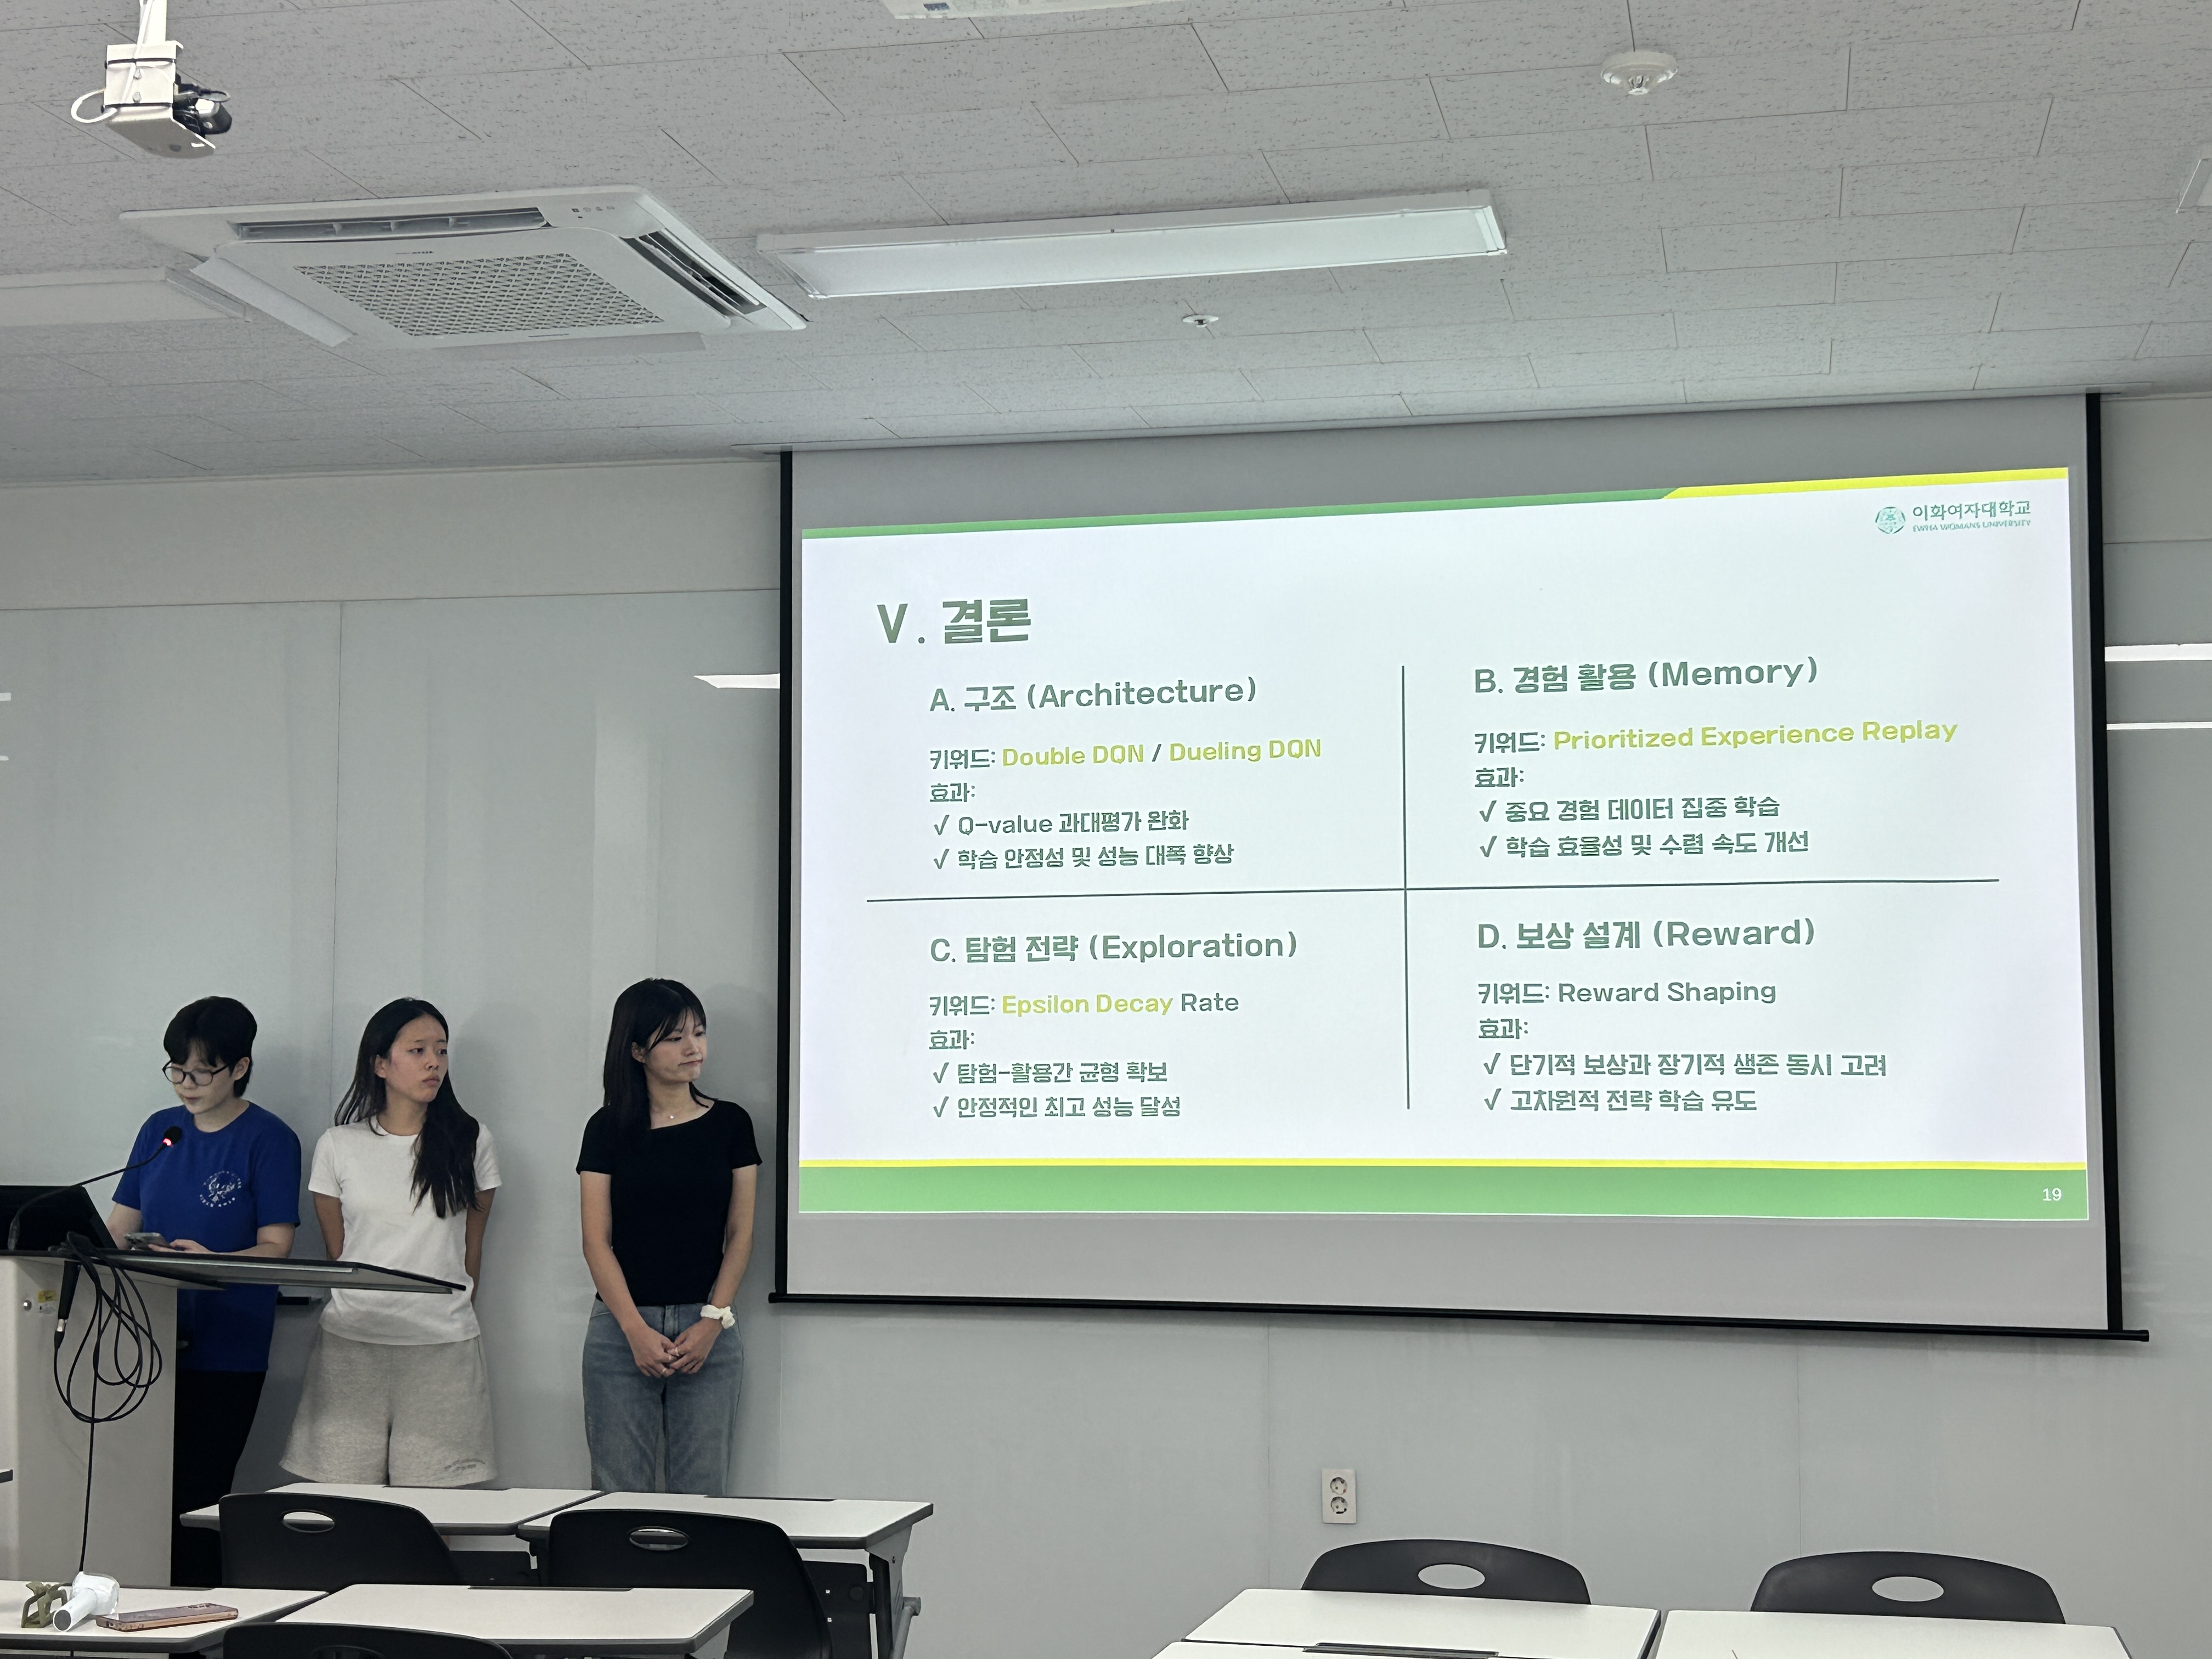 이화여자대학교
EWHA WOMANS UNIVERSITY
V. 결론
A. 구조 (Architecture)
키워드: Double DQN / Dueling DQN
효과:
✓ Q-value 과대평가 완화
✓ 학습 안정성 및 성능 대폭 향상
B. 경험 활용 (Memory)
키워드: Prioritized Experience Replay
효과:
✓ 중요 경험 데이터 집중 학습
✓ 학습 효율성 및 수렴 속도 개선
C. 탐험 전략 (Exploration)
키워드: Epsilon Decay Rate
효과:
✓ 탐험-활용간 균형 확보
✓ 안정적인 최고 성능 달성
D. 보상 설계 (Reward)
키워드: Reward Shaping
효과:
✓ 단기적 보상과 장기적 생존 동시 고려
✓ 고차원적 전략 학습 유도
19